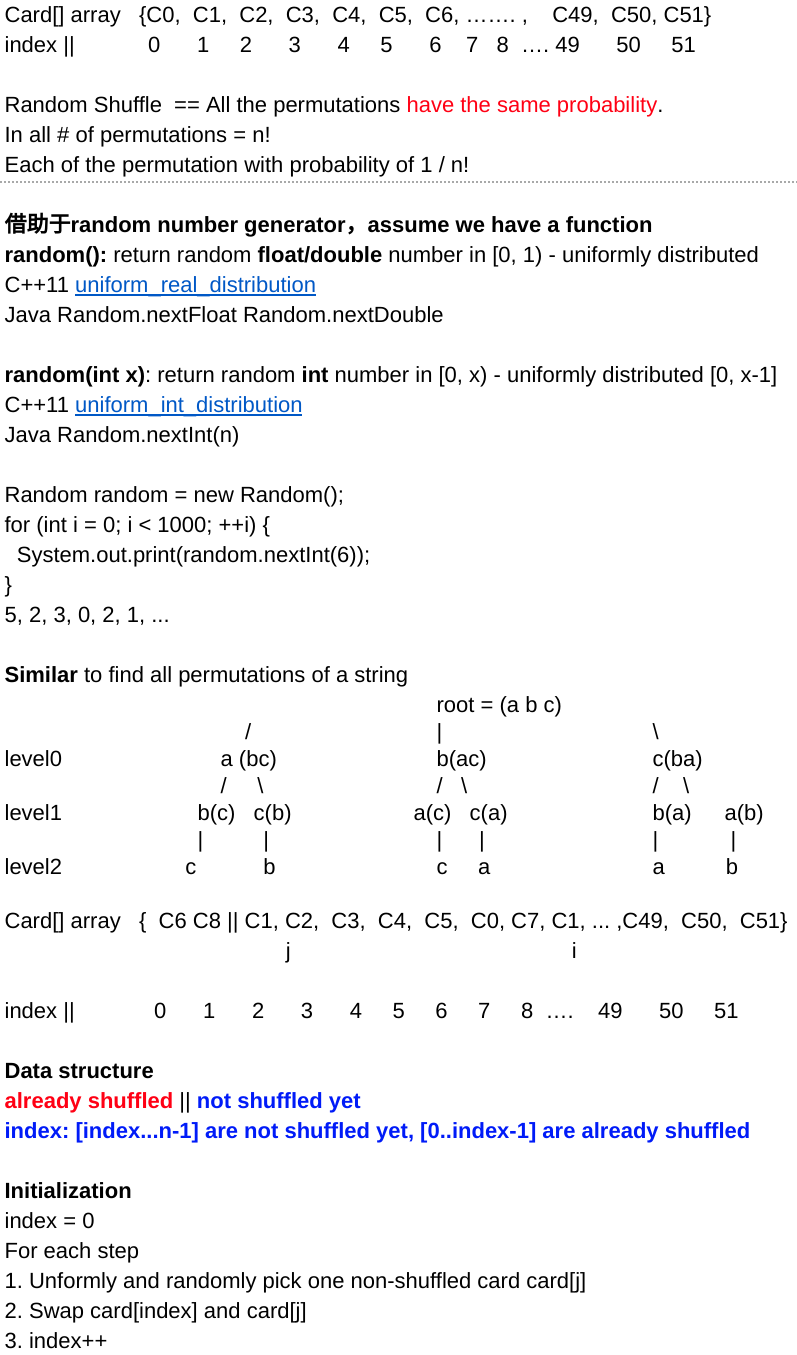 Card[] array {C0, C1, C2, C3, C4, C5, C6, ……. , C49, C50, C51}
index || 0 1 2 3 4 5 6 7 8 …. 49 50 51
Random Shuffle == All the permutations have the same probability.
In all # of permutations = n!
Each of the permutation with probability of 1 / n!
借助于random number generator，assume we have a function
random(): return random float/double number in [0, 1) - uniformly distributed
C++11 uniform_real_distribution
Java Random.nextFloat Random.nextDouble
random(int x): return random int number in [0, x) - uniformly distributed [0, x-1]
C++11 uniform_int_distribution
Java Random.nextInt(n)
Random random = new Random();
for (int i = 0; i < 1000; ++i) {
System.out.print(random.nextInt(6));
}
5, 2, 3, 0, 2, 1, ...
Similar to find all permutations of a string
root = (a b c)
/ | \
level0 a (bc) b(ac) c(ba)
/ \ / \ / \
level1 b(c) c(b) a(c) c(a) b(a) a(b)
| | | | | |
level2 c b c a a b
Card[] array { C6 C8 || C1, C2, C3, C4, C5, C0, C7, C1, ... ,C49, C50, C51}
j i
index || 0 1 2 3 4 5 6 7 8 …. 49 50 51
Data structure
already shuffled || not shuffled yet
index: [index...n-1] are not shuffled yet, [0..index-1] are already shuffled
Initialization
index = 0
For each step
1. Unformly and randomly pick one non-shuffled card card[j]
2. Swap card[index] and card[j]
3. index++